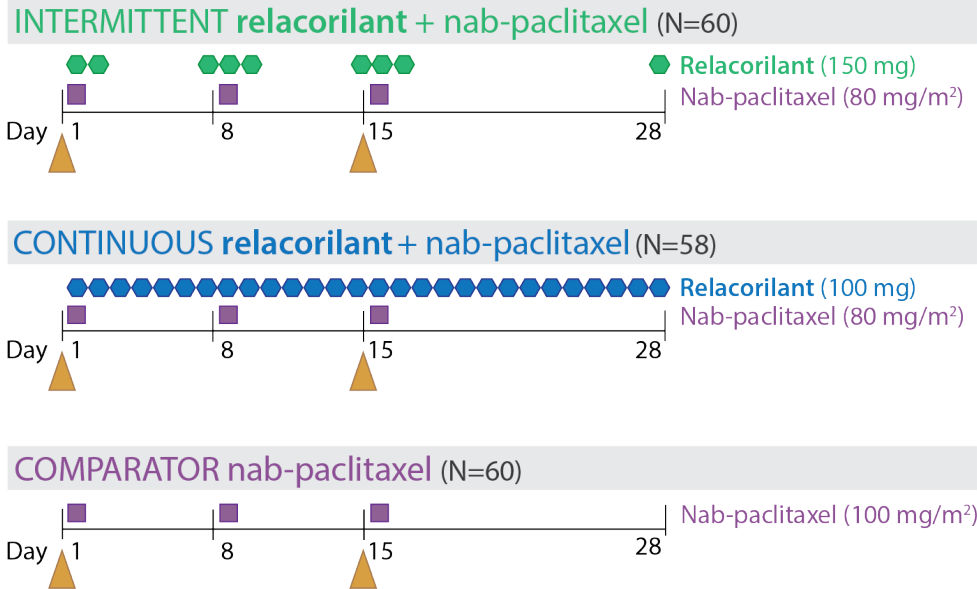 INTERMITTENT relacorilant + nab-paclitaxel (N=60)
Relacorilant (150 mg)
Nab-paclitaxel (80 mg/m²)
Day 1 8 15 28
CONTINUOUS relacorilant + nab-paclitaxel (N=58)
Relacorilant (100 mg)
Nab-paclitaxel (80 mg/m²)
Day 1 8 15 28
COMPARATOR nab-paclitaxel (N=60)
Nab-paclitaxel (100 mg/m²)
Day 1 8 15 28